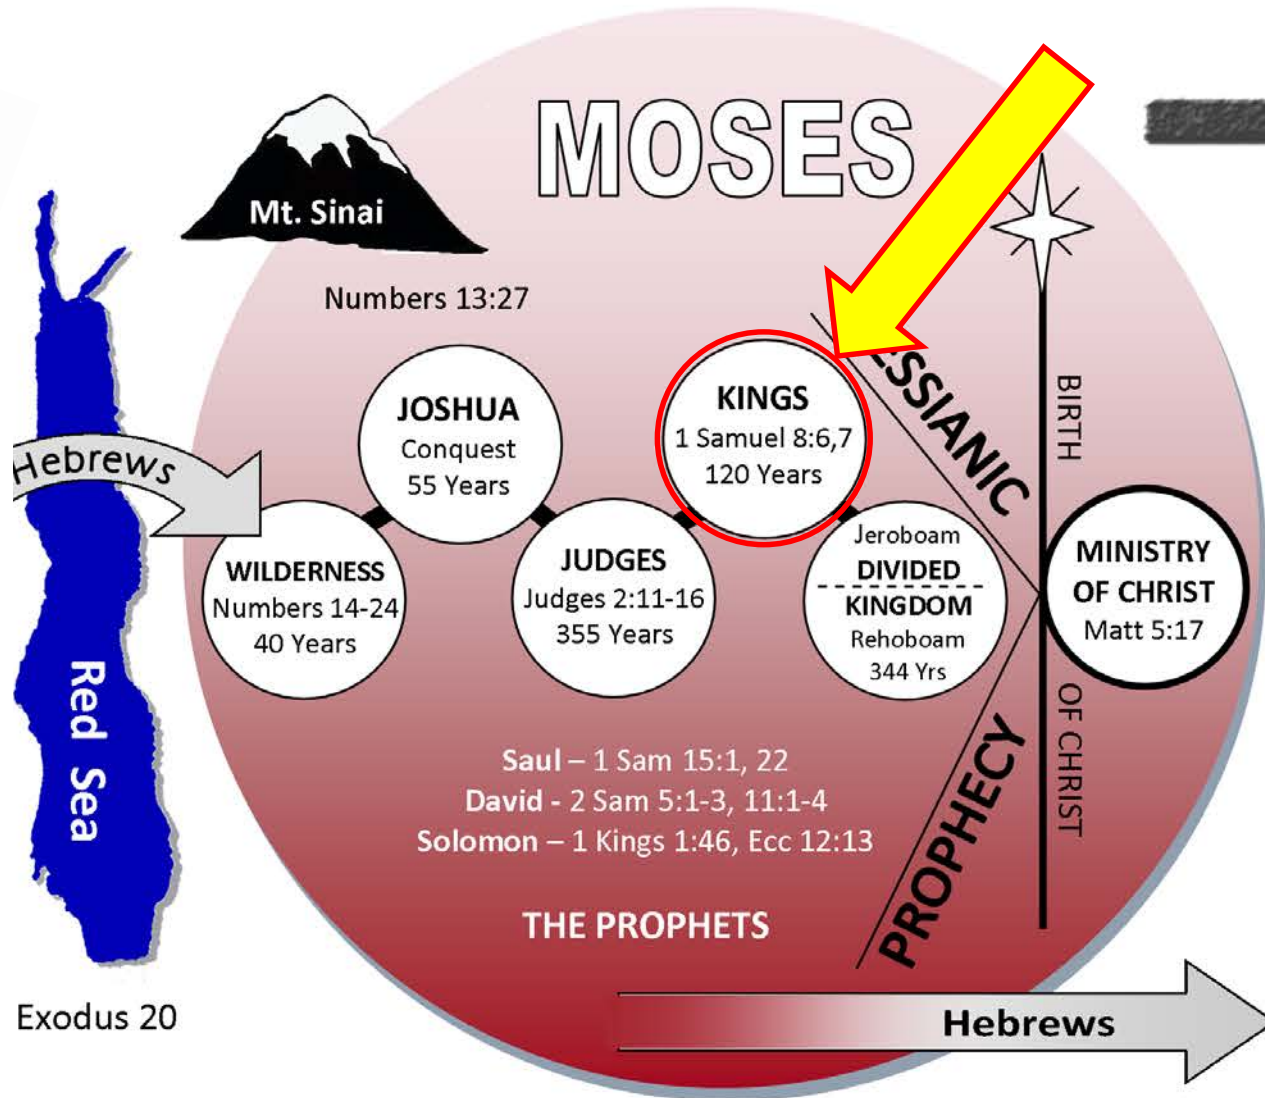 MOSES
Mt. Sinai
Numbers 13:27
Hebrews
Red Sea
Exodus 20
WILDERNESS
Numbers 14-24
40 Years
JOSHUA
Conquest
55 Years
JUDGES
Judges 2:11-16
355 Years
KINGS
1 Samuel 8:6,7
120 Years
Jeroboam
DIVIDED
KINGDOM
Rehoboam
344 Yrs
ESSIANIC
PROPHECY
BIRTH
OF CHRIST
MINISTRY
OF CHRIST
Matt 5:17
Saul – 1 Sam 15:1, 22
David - 2 Sam 5:1-3, 11:1-4
Solomon – 1 Kings 1:46, Ecc 12:13
THE PROPHETS
Hebrews